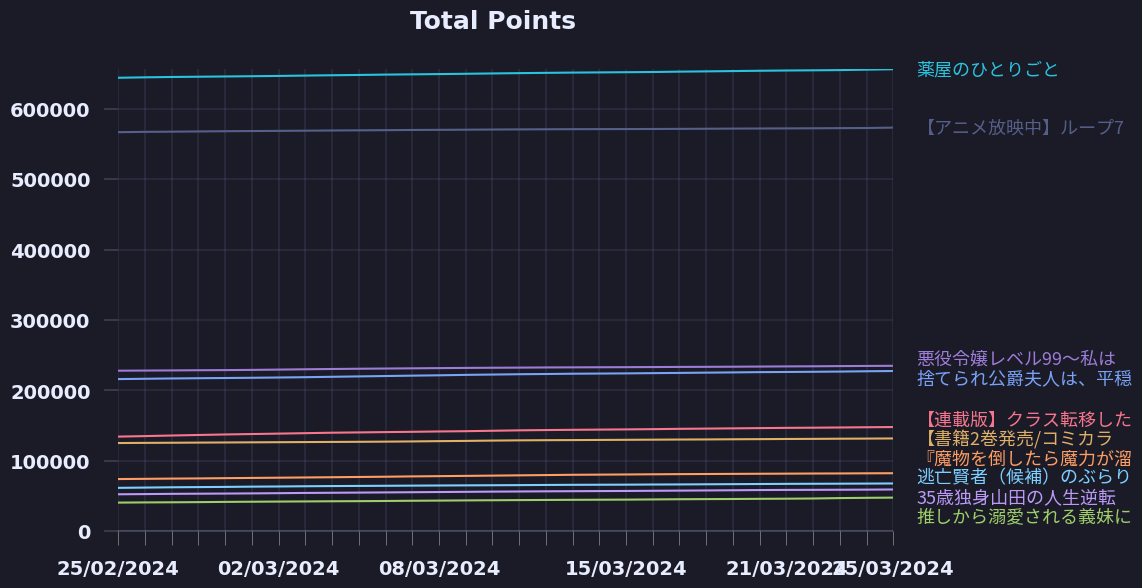 Total Points
600000
500000
400000
300000
200000
100000
0
25/02/2024
02/03/2024
08/03/2024
15/03/2024
21/03/2024
25/03/2024
薬屋のひとりごと
【アニメ放映中】ループ7
悪役令嬢レベル99～私は
捨てられ公爵夫人は、平穏
【連載版】クラス転移した
【書籍2巻発売/コミカラ
『魔物を倒したら魔力が溜
逃亡賢者（候補）のぶらり
35歳独身山田の人生逆転
推しから溺愛される義妹に